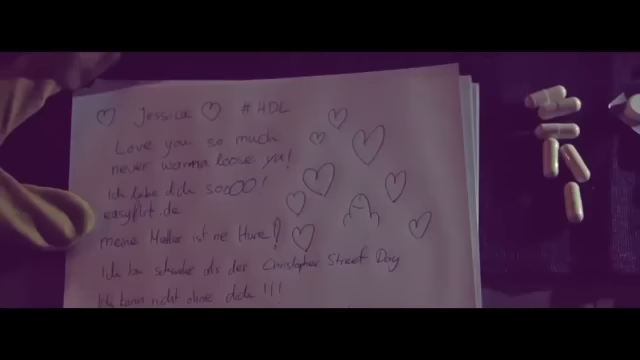 Jessica #HDL
Love you so much
never wanna loose ya!
Ich liebe dich sooOO!
easyflirt.de
meine Mutter ist ne Hure!
Ich bin schwuler als der Christopher Street Day
Ich kann nicht ohne dich !!!